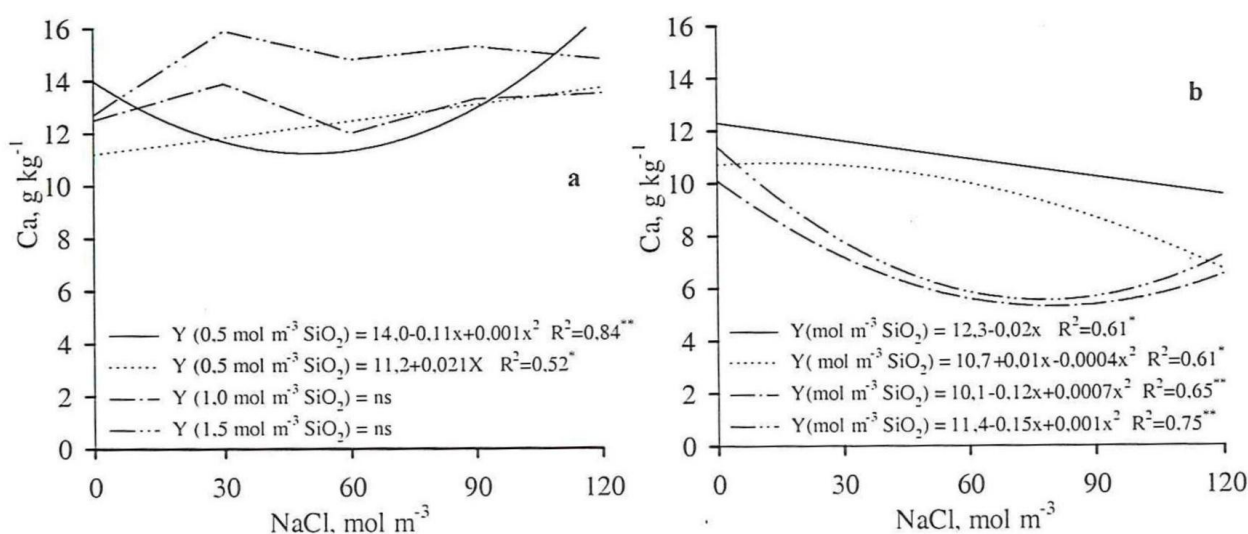 16
14
12
10
8
6
4
2
0
Ca, g kg⁻¹
a
Y (0.5 mol m⁻³ SiO₂) = 14.0-0.11x+0.001x² R²=0.84**
Y (0.5 mol m⁻³ SiO₂) = 11,2+0.021X R²=0.52*
Y (1.0 mol m⁻³ SiO₂) = ns
Y (1.5 mol m⁻³ SiO₂) = ns
0 30 60 90 120
NaCl, mol m⁻³
16
14
12
10
8
6
4
2
0
Ca, g kg⁻¹
b
Y(mol m⁻³ SiO₂) = 12,3-0.02x R²=0.61*
Y( mol m⁻³ SiO₂) = 10,7+0.01x-0.0004x² R²=0.61*
Y(mol m⁻³ SiO₂) = 10,1-0.12x+0.0007x² R²=0.65**
Y(mol m⁻³ SiO₂) = 11,4-0.15x+0.001x² R²=0.75**
0 30 60 90 120
NaCl, mol m⁻³